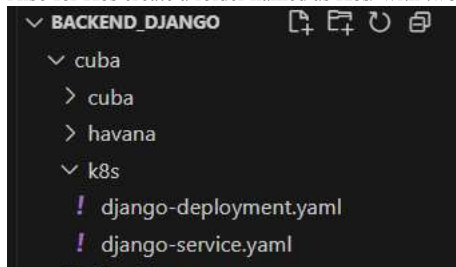 BACKEND_DJANGO
cuba
cuba
havana
k8s
! django-deployment.yaml
! django-service.yaml